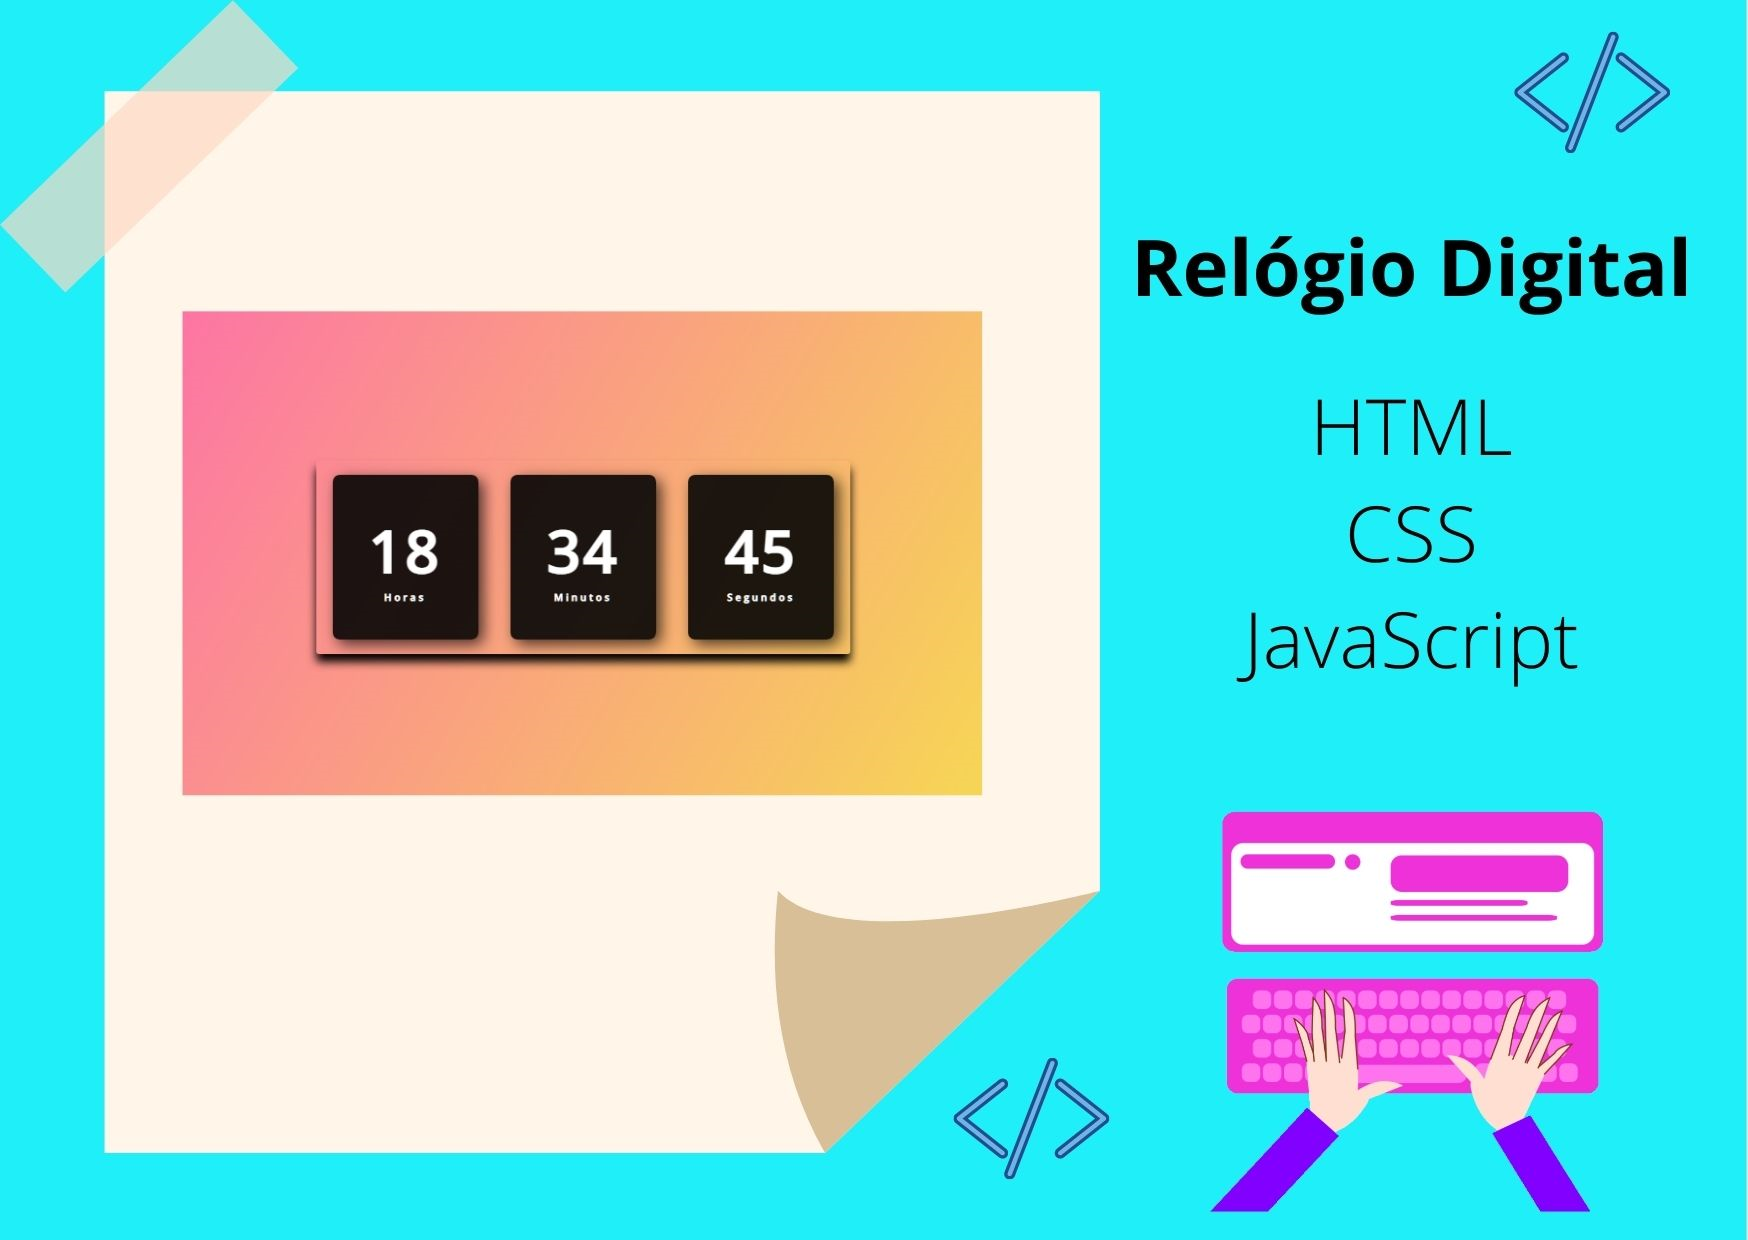 Relógio Digital
HTML
CSS
JavaScript
18 34 45
Horas Minutos Segundos